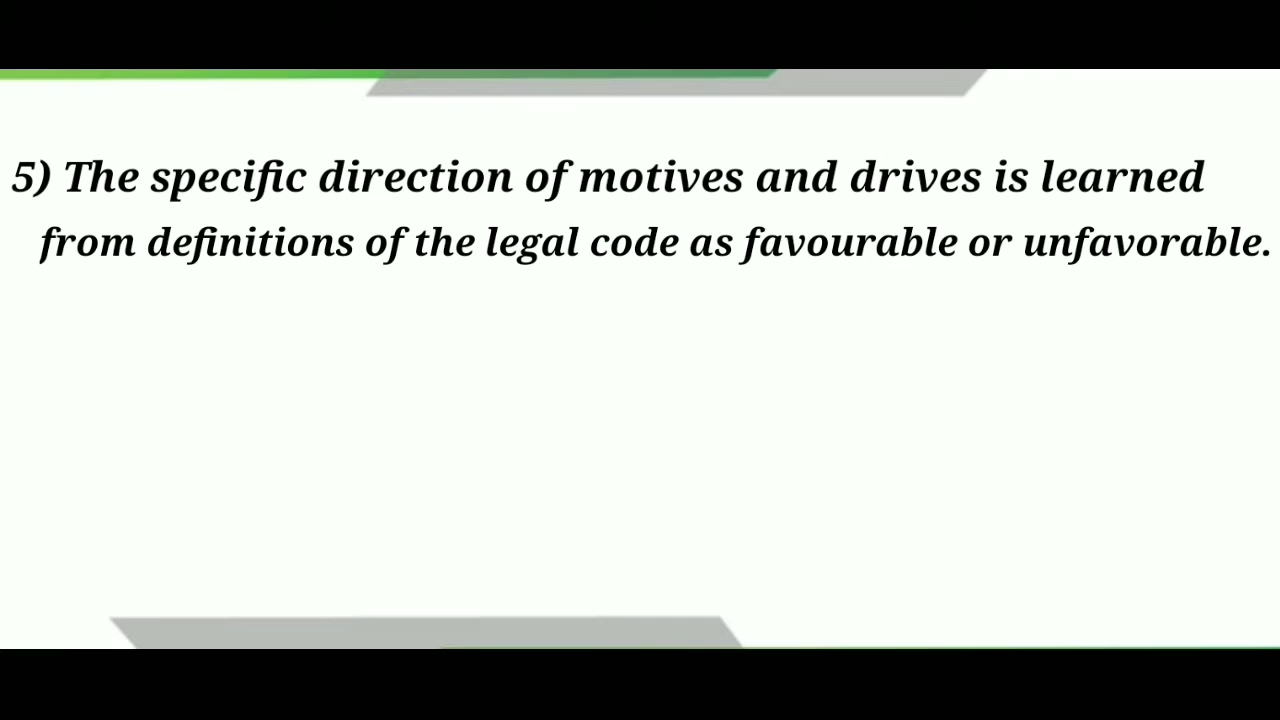 5) The specific direction of motives and drives is learned
from definitions of the legal code as favourable or unfavorable.